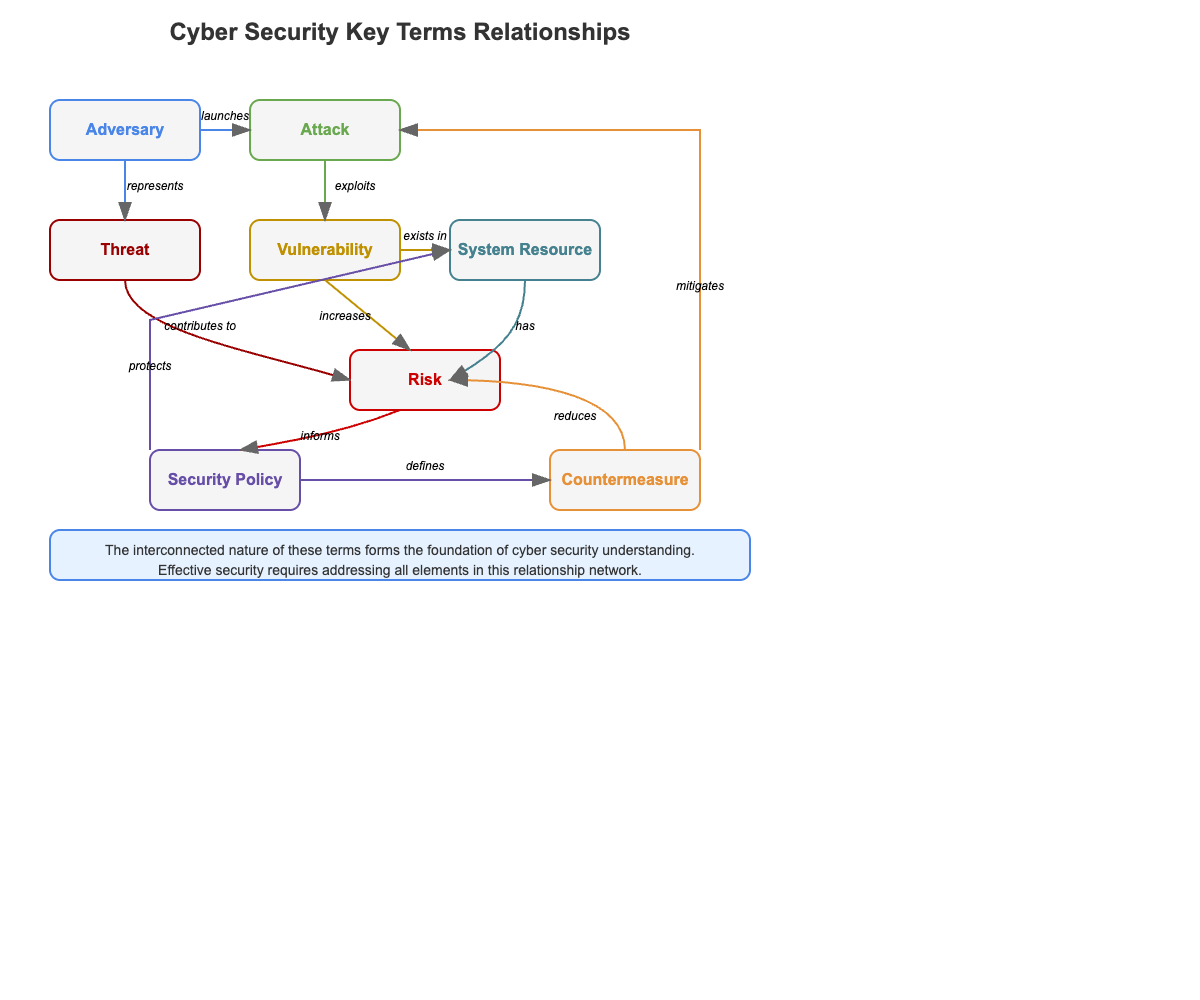 Cyber Security Key Terms Relationships
launches
Adversary
Attack
represents
exploits
exists in
Threat
Vulnerability
System Resource
mitigates
increases
contributes to
has
protects
Risk
reduces
informs
defines
Security Policy
Countermeasure
The interconnected nature of these terms forms the foundation of cyber security understanding.
Effective security requires addressing all elements in this relationship network.